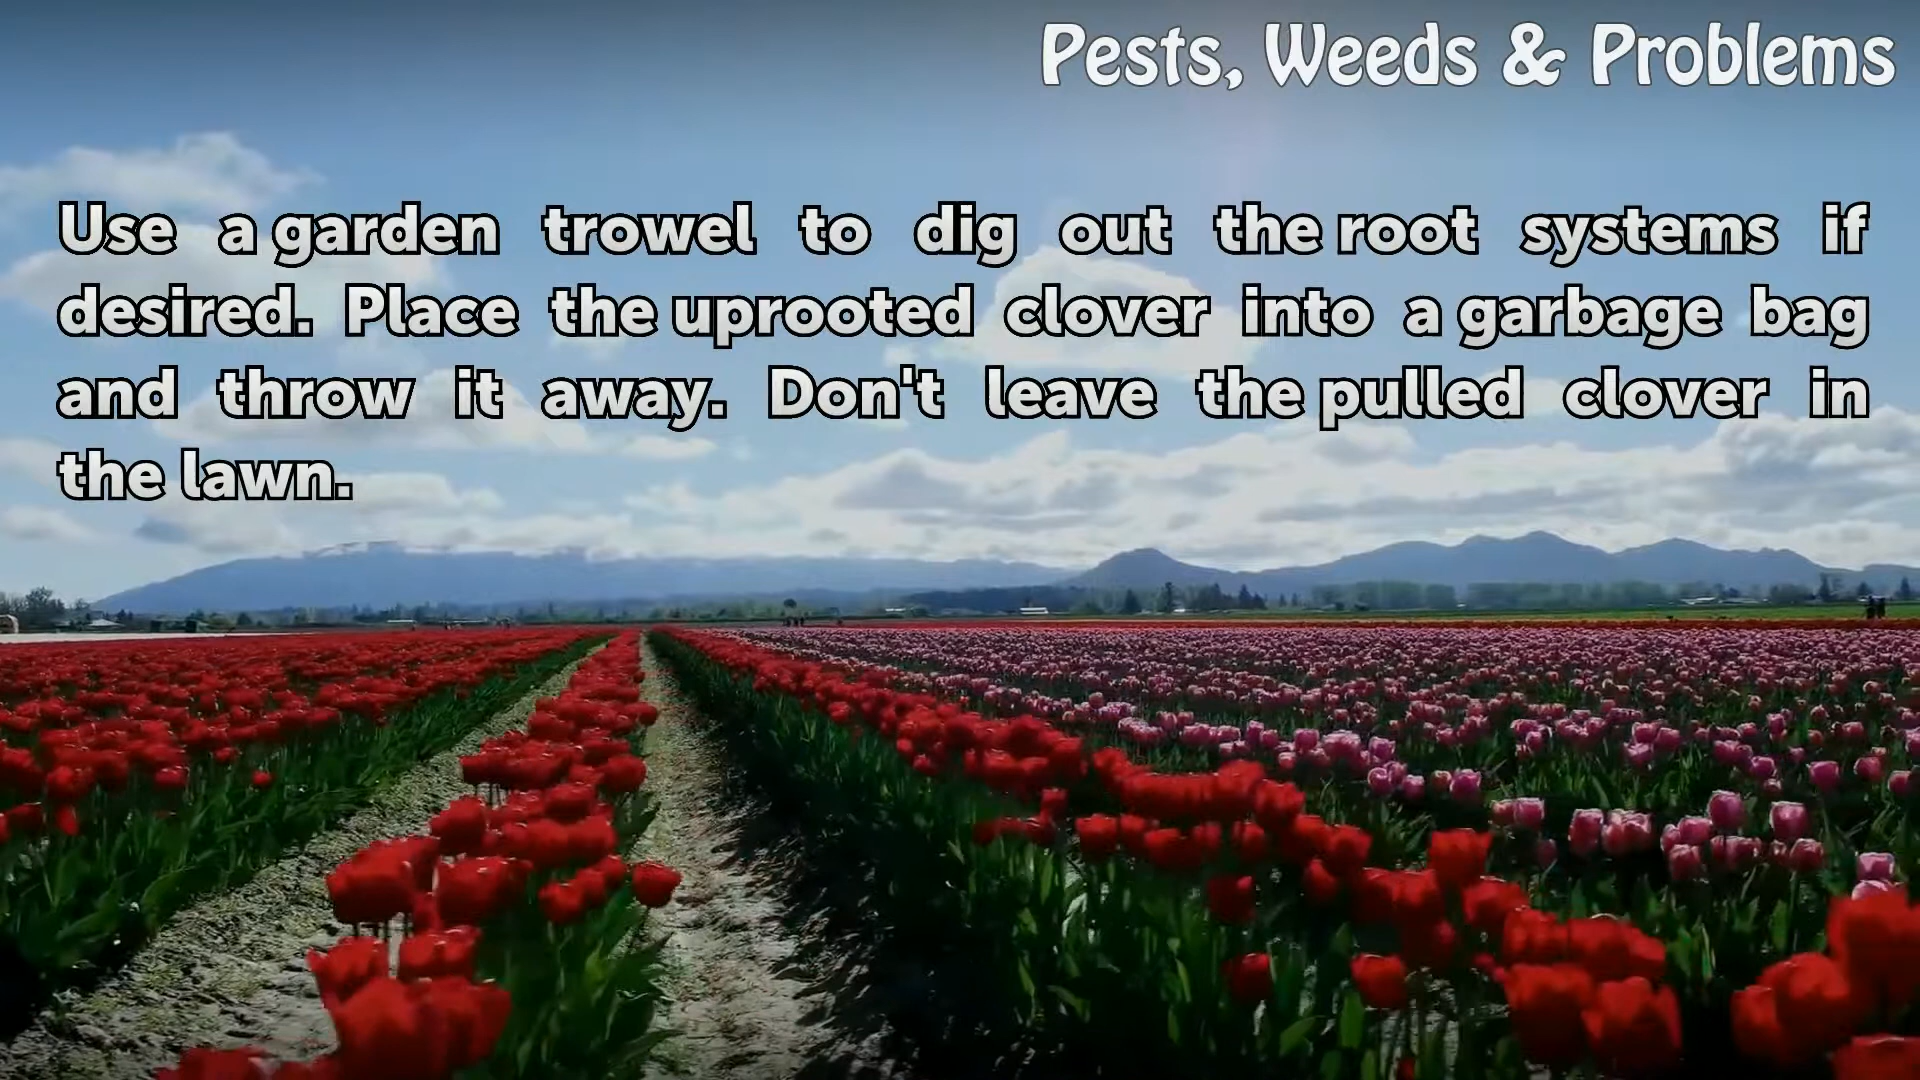 Pests, Weeds & Problems
Use a garden trowel to dig out the root systems if
desired. Place the uprooted clover into a garbage bag
and throw it away. Don't leave the pulled clover in
the lawn.